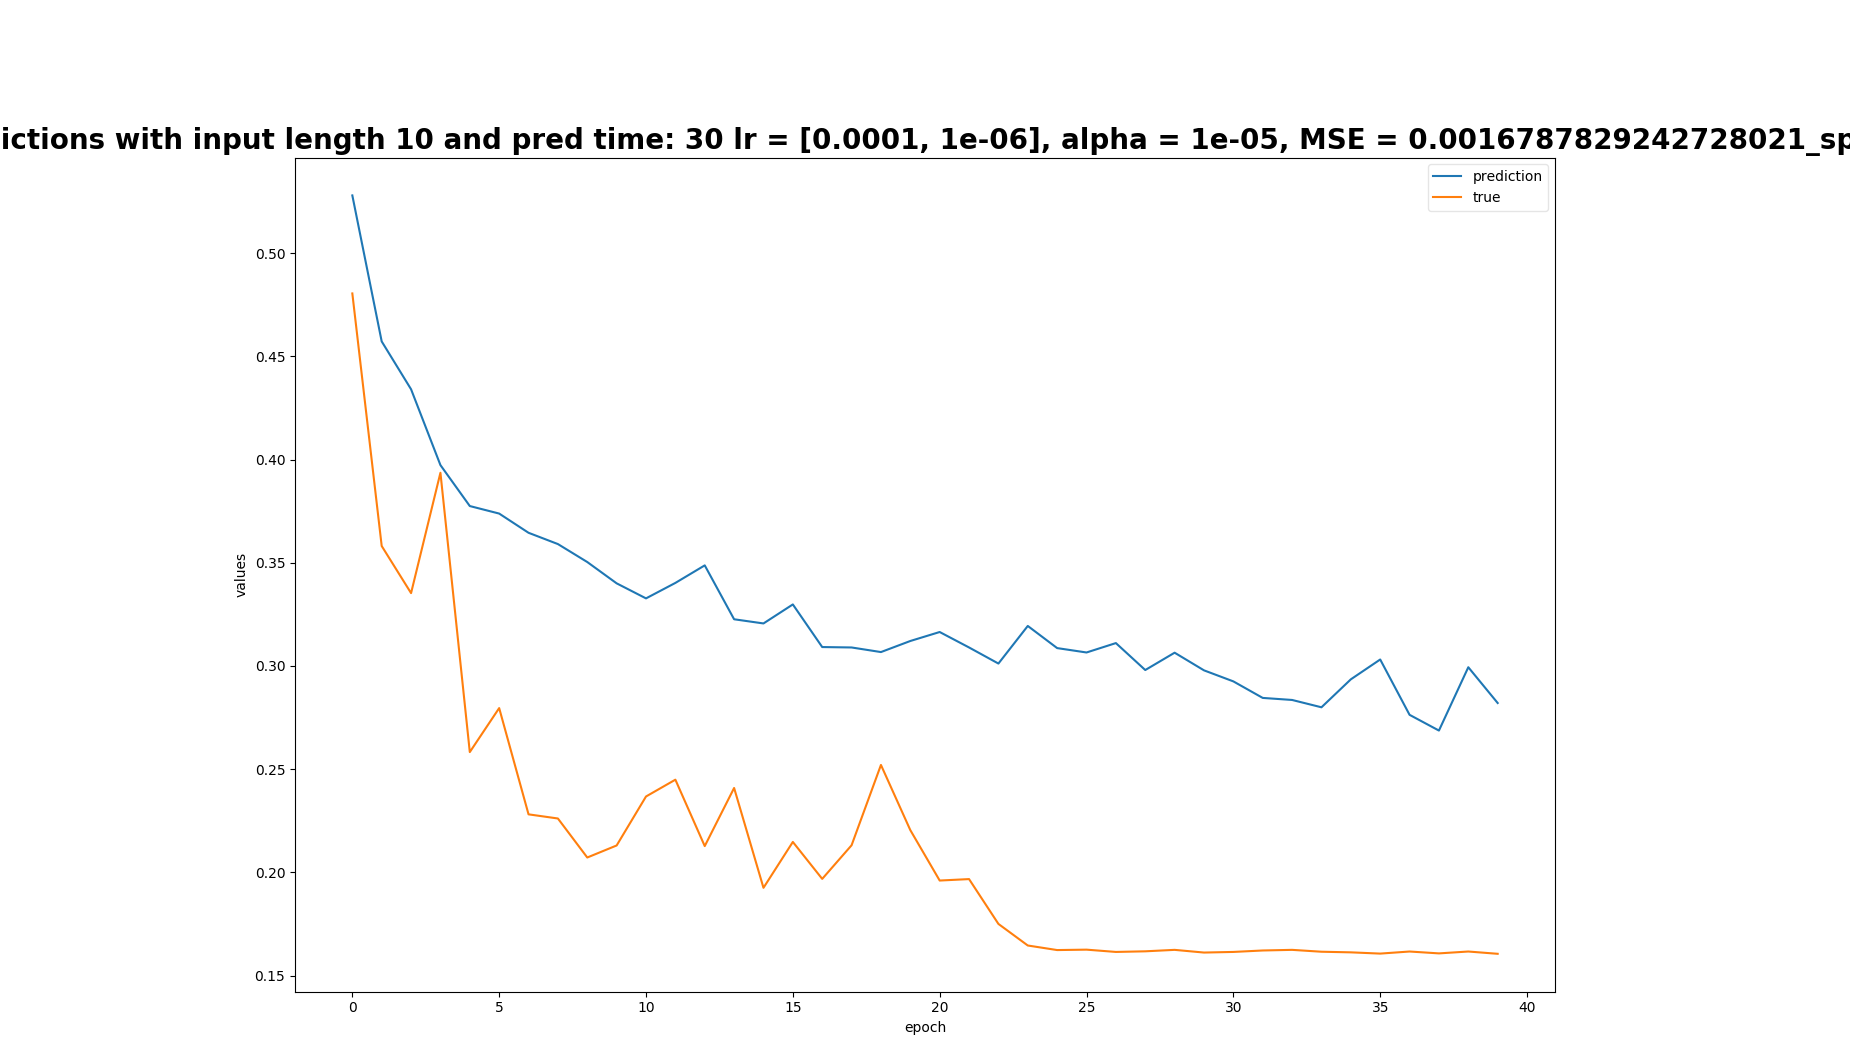 ictions with input length 10 and pred time: 30 lr = [0.0001, 1e-06], alpha = 1e-05, MSE = 0.0016787829242728021_sp
prediction
true
0.50
0.45
0.40
0.35
0.30
0.25
0.20
0.15
values
0 5 10 15 20 25 30 35 40
epoch